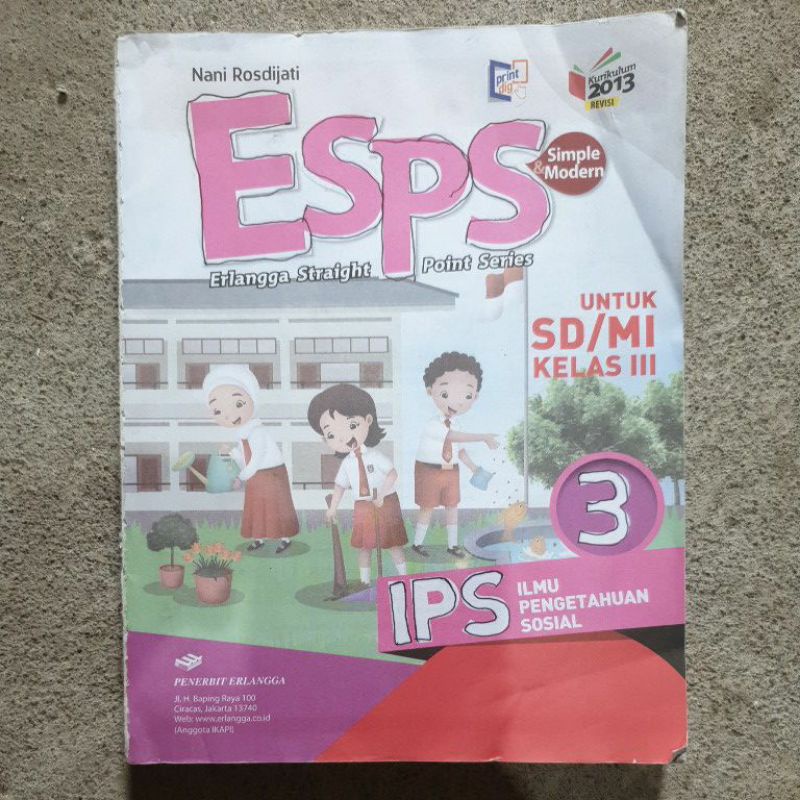 Nani Rosdijati
print
dig
Kurikulum
2013
REVISI
ESPS
Simple
& Modern
Erlangga Straight Point Series
UNTUK
SD/MI
KELAS III
3
IPS
ILMU
PENGETAHUAN
SOSIAL
PENERBIT ERLANGGA
Jl. H. Baping Raya 100
Ciracas, Jakarta 13740
Web: www.erlangga.co.id
(Anggota IKAPI)